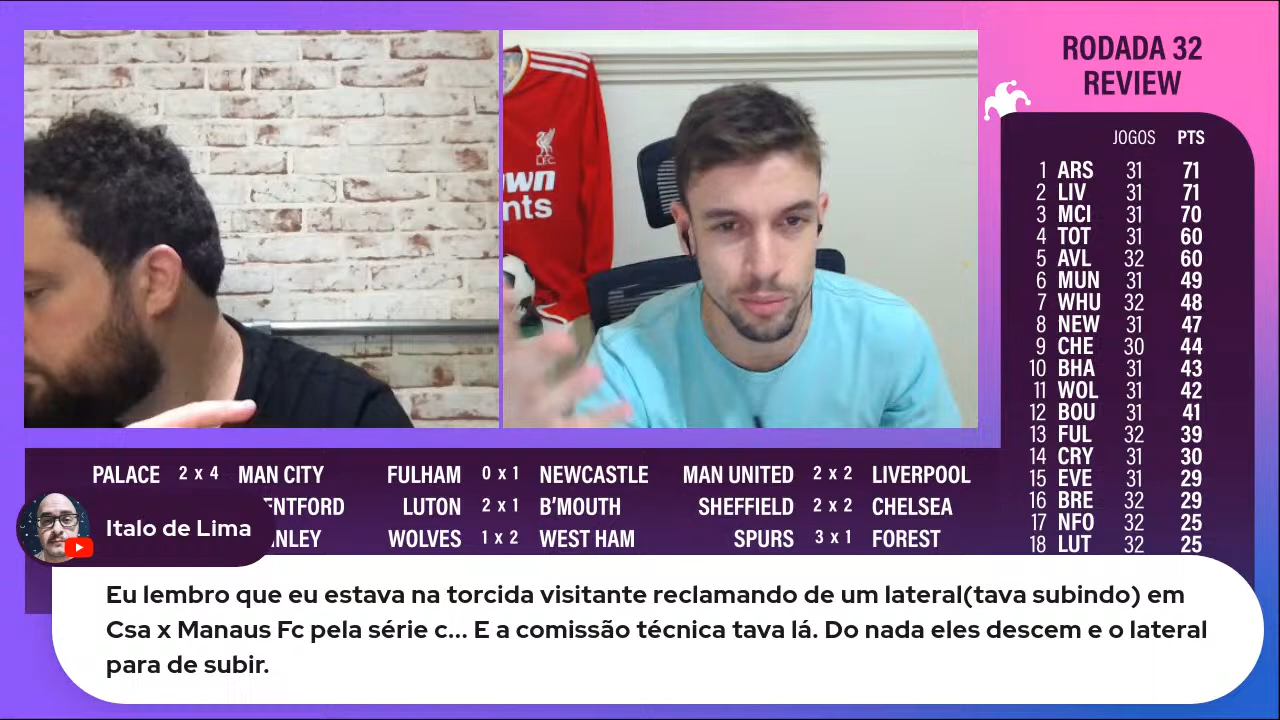 RODADA 32
REVIEW
JOGOS PTS
1 ARS 31 71
2 LIV 31 71
3 MCI 31 70
4 TOT 31 60
5 AVL 32 60
6 MUN 31 49
7 WHU 32 48
8 NEW 31 47
9 CHE 30 44
10 BHA 31 43
11 WOL 31 42
12 BOU 31 41
13 FUL 32 39
14 CRY 31 30
15 EVE 31 29
16 BRE 32 29
17 NFO 32 25
18 LUT 32 25
L.F.C.
wn
nts
PALACE 2 x 4 MAN CITY FULHAM 0 x 1 NEWCASTLE MAN UNITED 2 x 2 LIVERPOOL
ENTFORD LUTON 2 x 1 B'MOUTH SHEFFIELD 2 x 2 CHELSEA
NLEY WOLVES 1 x 2 WEST HAM SPURS 3 x 1 FOREST
Italo de Lima
Eu lembro que eu estava na torcida visitante reclamando de um lateral(tava subindo) em
Csa x Manaus Fc pela série c... E a comissão técnica tava lá. Do nada eles descem e o lateral
para de subir.